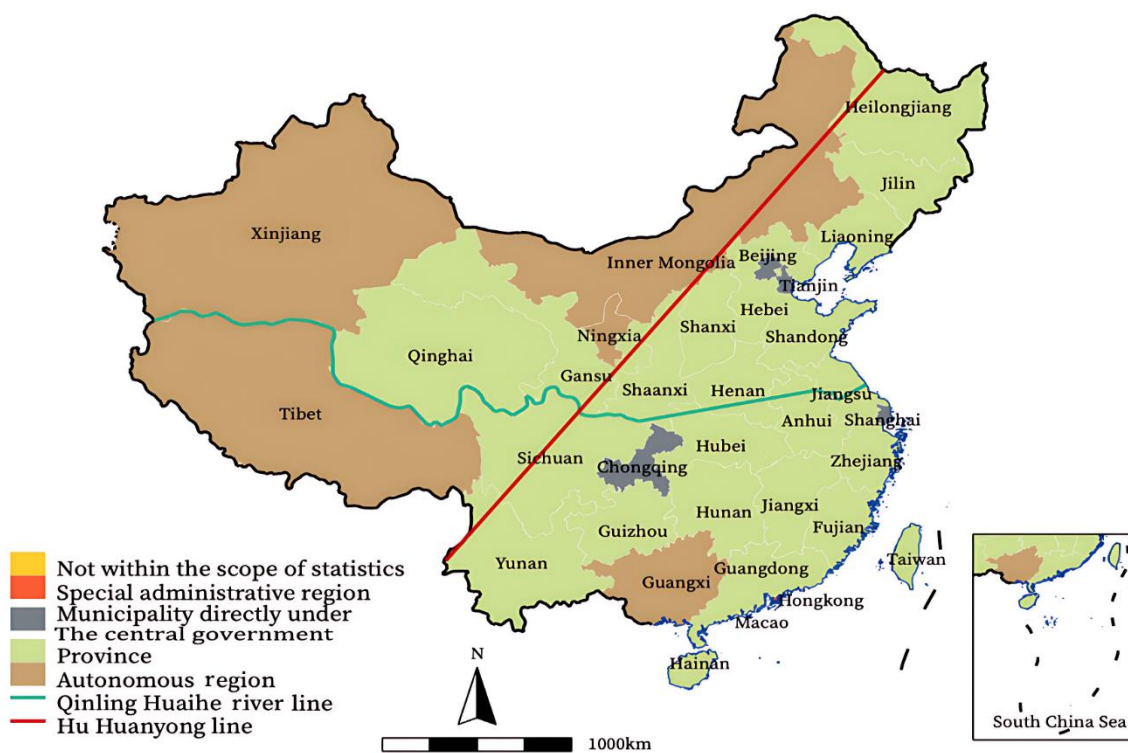 Heilongjiang
Jilin
Liaoning
Xinjiang
Inner Mongolia
Beijing
Tianjin
Hebei
Ningxia
Shanxi
Shandong
Qinghai
Gansu
Shaanxi
Henan
Jiangsu
Tibet
Anhui
Shanghai
Sichuan
Chongqing
Hubei
Zhejiang
Hunan
Jiangxi
Guizhou
Fujian
Yunan
Guangxi
Guangdong
Taiwan
Hongkong
Macao
Hainan
Not within the scope of statistics
Special administrative region
Municipality directly under
The central government
Province
Autonomous region
Qinling Huaihe river line
Hu Huanyong line
N
1000km
South China Sea